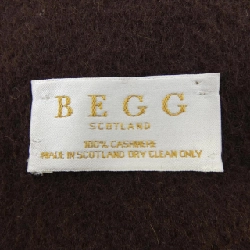 BEGG
SCOTLAND
100% CASHMERE
MADE IN SCOTLAND DRY CLEAN ONLY